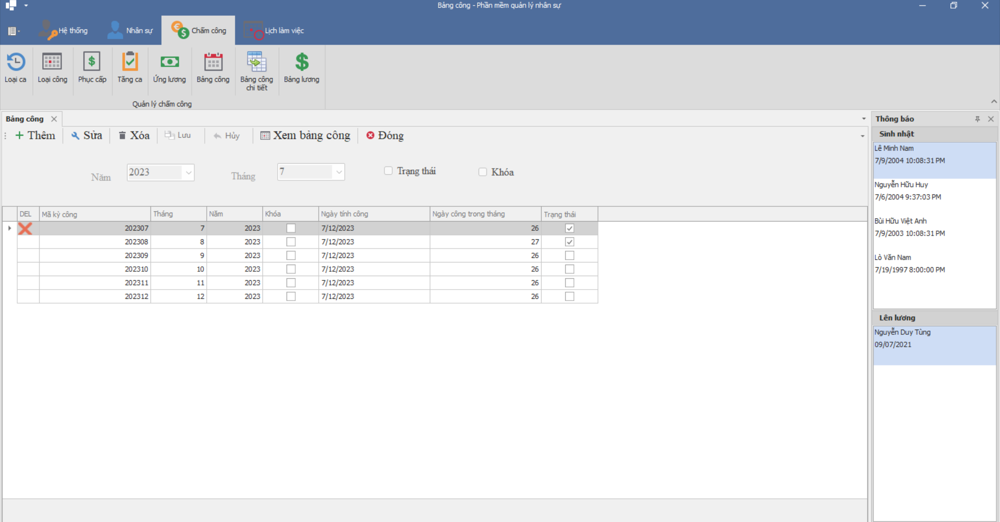 Bảng công - Phần mềm quản lý nhân sự
Hệ thống
Nhân sự
Chấm công
Lịch làm việc
Loại ca
Loại công
Phục cấp
Tăng ca
Ứng lương
Bảng công
Bảng công
chi tiết
Bảng lương
Quản lý chấm công
Bảng công
Thêm
Sửa
Xóa
Lưu
Hủy
Xem bảng công
Đóng
Năm 2023 Tháng 7 Trạng thái Khóa
DEL Mã kỳ công Tháng Năm Khóa Ngày tính công Ngày công trong tháng Trạng thái
202307 7 2023 7/12/2023 26
202308 8 2023 7/12/2023 27
202309 9 2023 7/12/2023 26
202310 10 2023 7/12/2023 26
202311 11 2023 7/12/2023 26
202312 12 2023 7/12/2023 26
Thông báo
Sinh nhật
Lê Minh Nam
7/9/2004 10:08:31 PM
Nguyễn Hữu Huy
7/6/2004 9:37:03 PM
Bùi Hữu Việt Anh
7/9/2003 10:08:31 PM
Lò Văn Nam
7/19/1997 8:00:00 PM
Lên lương
Nguyễn Duy Tùng
09/07/2021